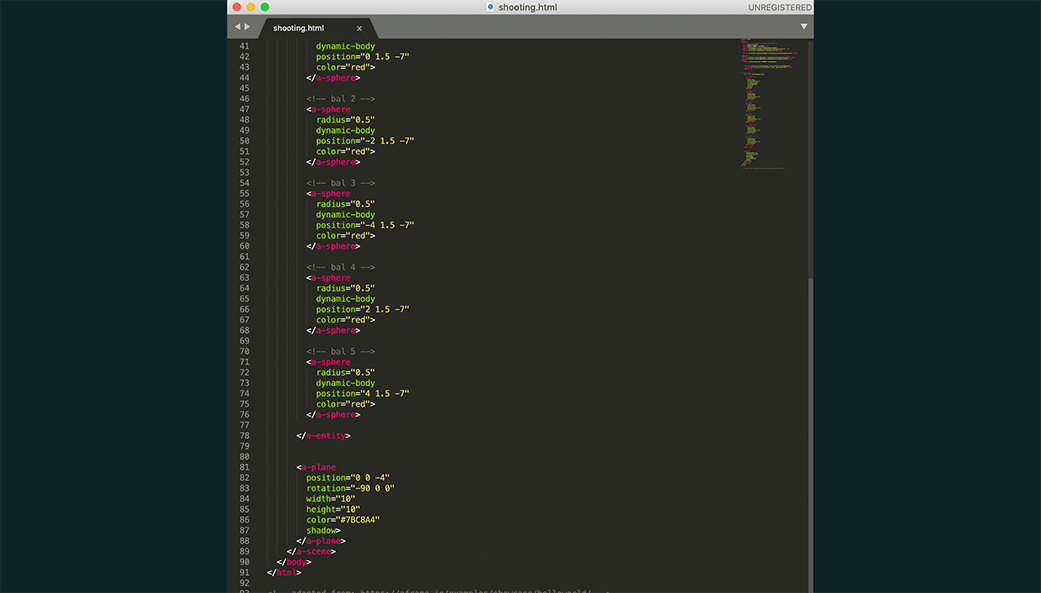 shooting.html
UNREGISTERED
shooting.html ×
41 dynamic-body
42 position="0 1.5 -7"
43 color="red">
44 </a-sphere>
45
46 <!-- bal 2 -->
47 <a-sphere
48 radius="0.5"
49 dynamic-body
50 position="-2 1.5 -7"
51 color="red">
52 </a-sphere>
53
54 <!-- bal 3 -->
55 <a-sphere
56 radius="0.5"
57 dynamic-body
58 position="-4 1.5 -7"
59 color="red">
60 </a-sphere>
61
62 <!-- bal 4 -->
63 <a-sphere
64 radius="0.5"
65 dynamic-body
66 position="2 1.5 -7"
67 color="red">
68 </a-sphere>
69
70 <!-- bal 5 -->
71 <a-sphere
72 radius="0.5"
73 dynamic-body
74 position="4 1.5 -7"
75 color="red">
76 </a-sphere>
77
78 </a-entity>
79
80
81 <a-plane
82 position="0 0 -4"
83 rotation="-90 0 0"
84 width="10"
85 height="10"
86 color="#7BC8A4"
87 shadow>
88 </a-plane>
89 </a-scene>
90 </body>
91 </html>
92